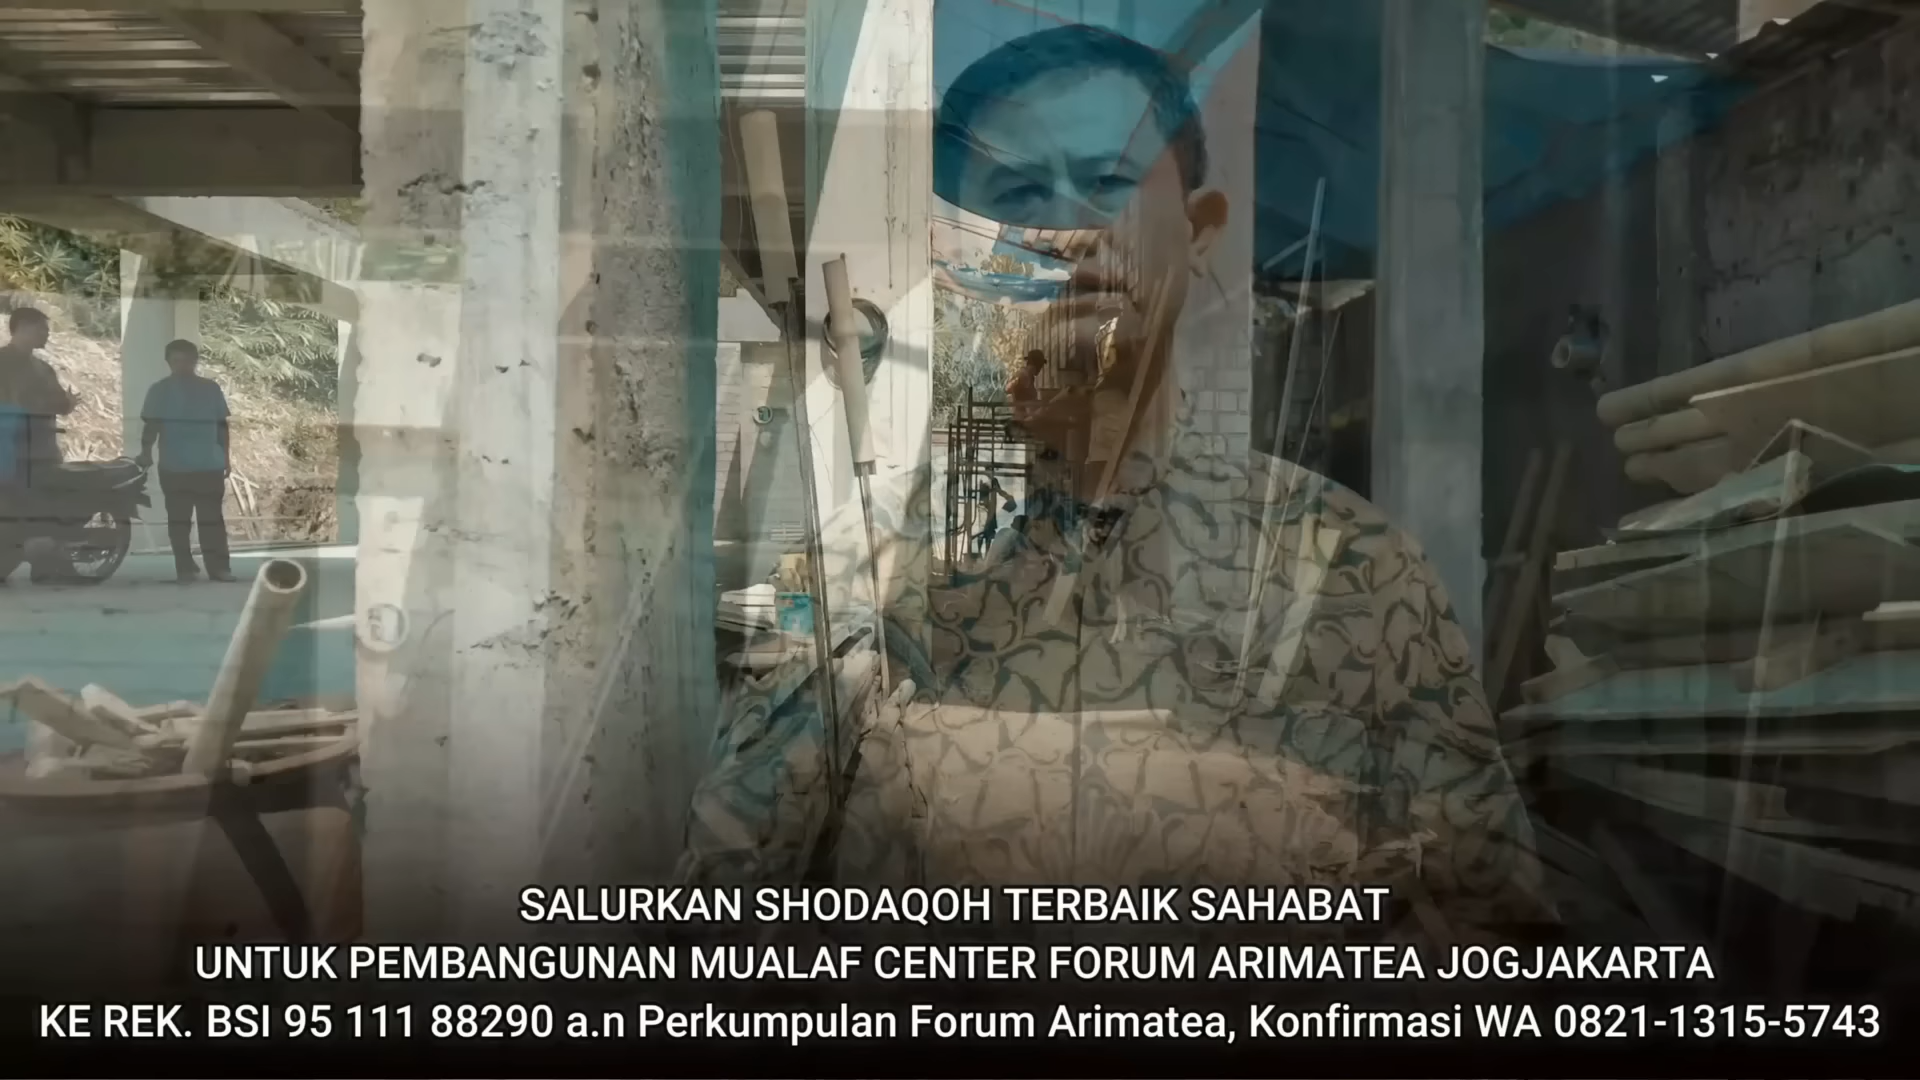 SALURKAN SHODAQOH TERBAIK SAHABAT
UNTUK PEMBANGUNAN MUALAF CENTER FORUM ARIMATEA JOGJAKARTA
KE REK. BSI 95 111 88290 a.n Perkumpulan Forum Arimatea, Konfirmasi WA 0821-1315-5743